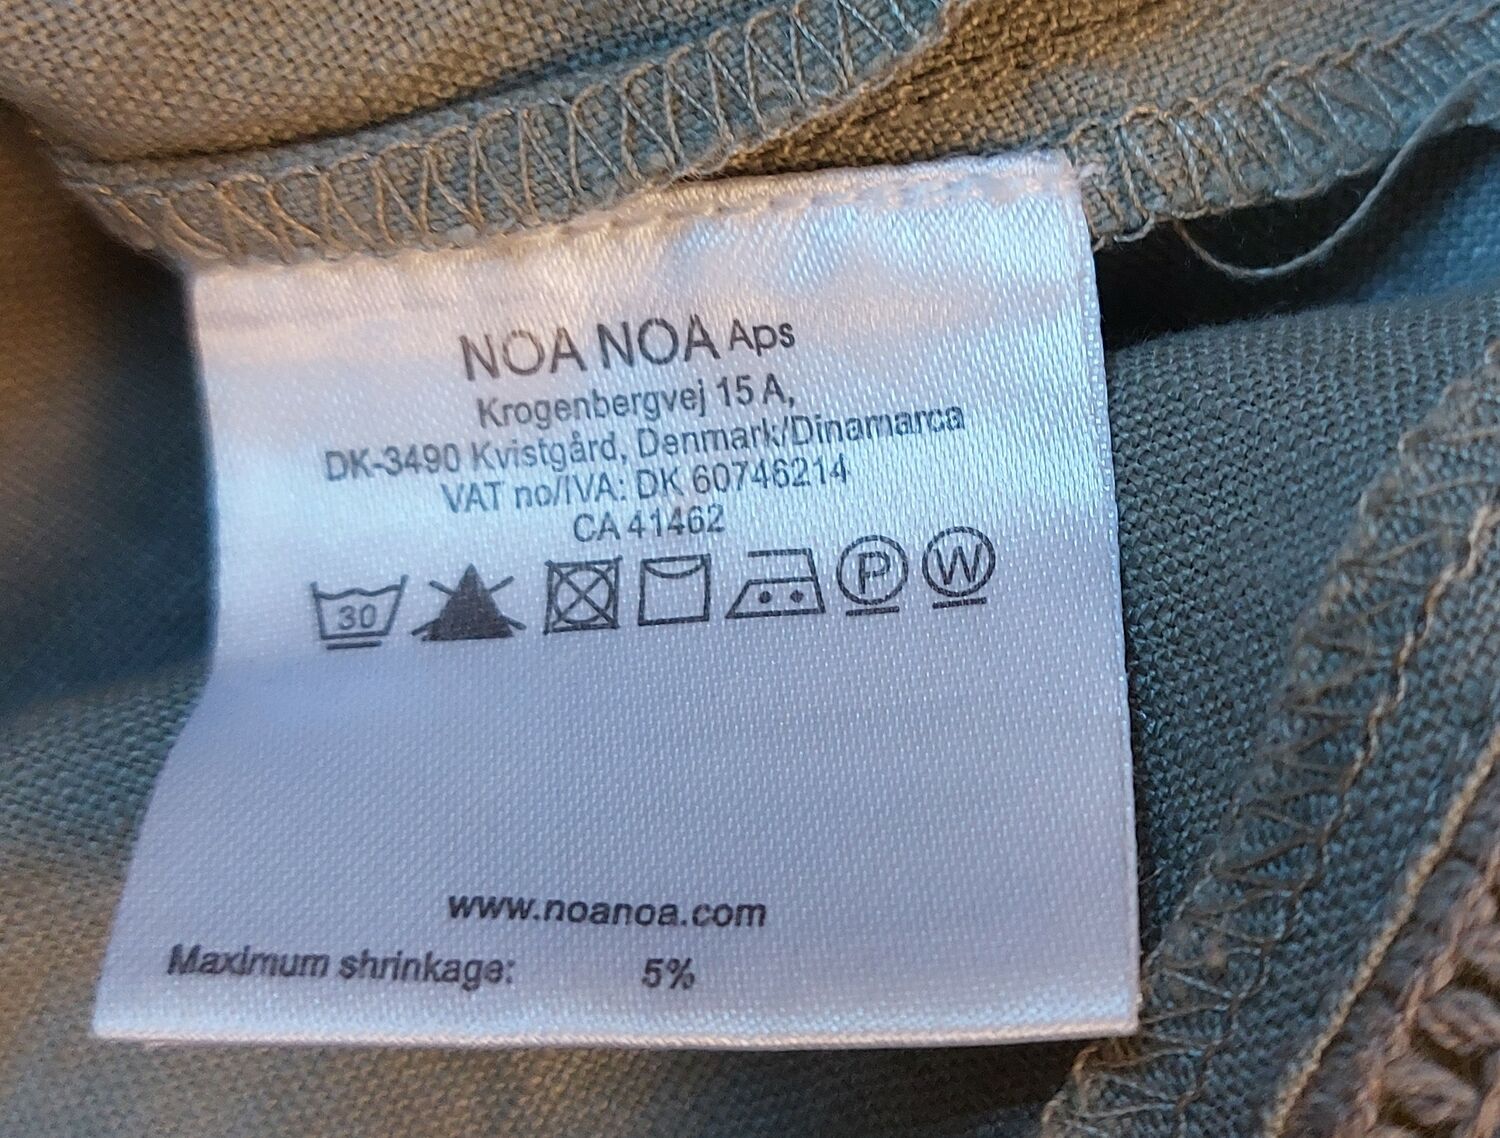 NOA NOA Aps
Krogenbergvej 15 A,
DK-3490 Kvistgård, Denmark/Dinamarca
VAT no/IVA: DK 60746214
CA 41462
30 P W
www.noanoa.com
Maximum shrinkage: 5%